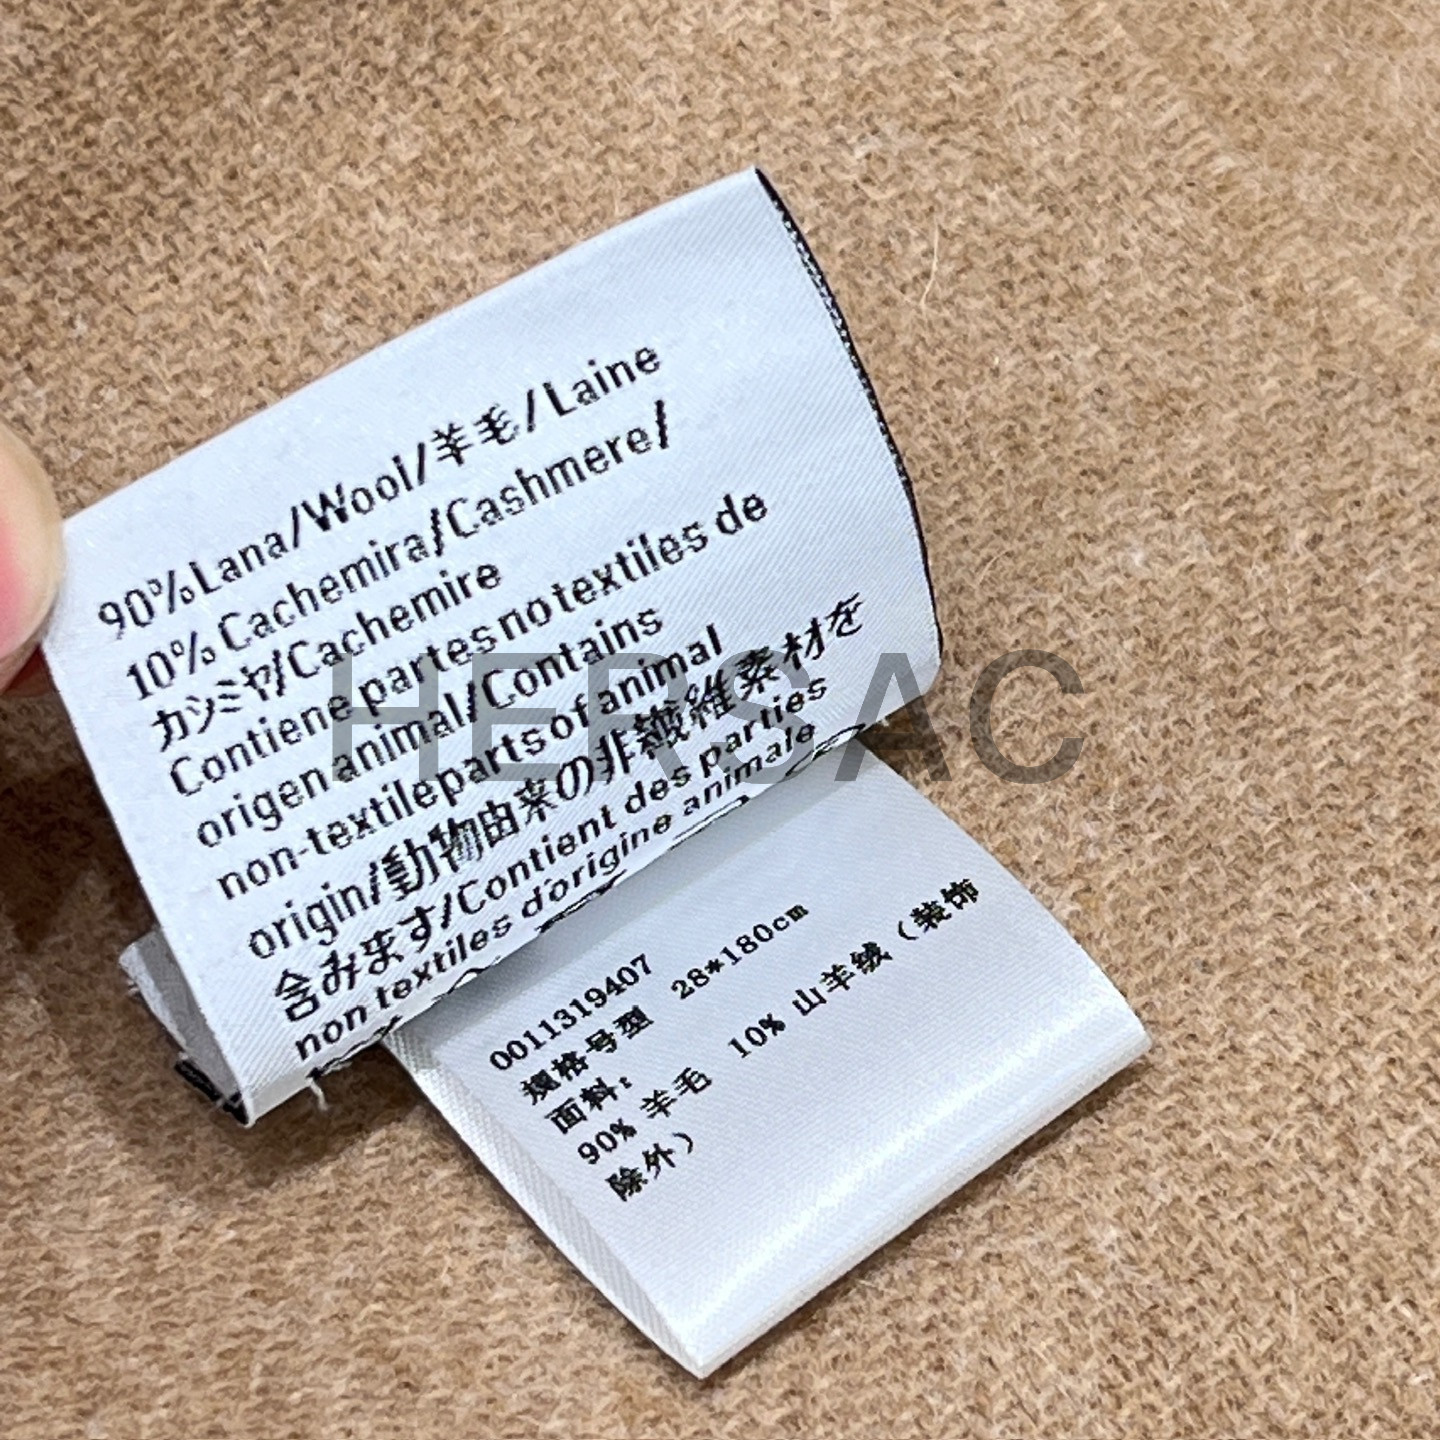 90%Lana/Wool/羊毛/Laine
10%Cachemira/Cashmere/
カシミヤ/Cachemire
Contiene partes no textiles de
origen animal/Contains
non-textile parts of animal
origin/動物由来の非繊維素材を
含みます/Contient des parties
non textiles d'origine animale
HERSAC
0011319407
规格号型 28*180cm
面料:
90% 羊毛 10% 山羊绒（装饰
除外）